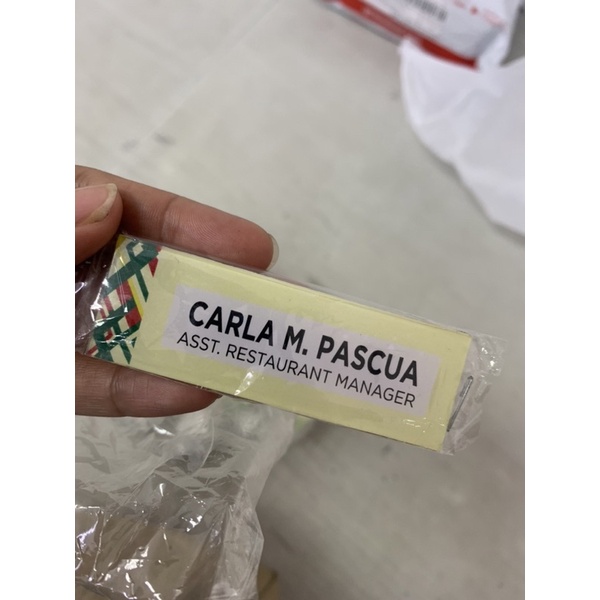 CARLA M. PASCUA
ASST. RESTAURANT MANAGER